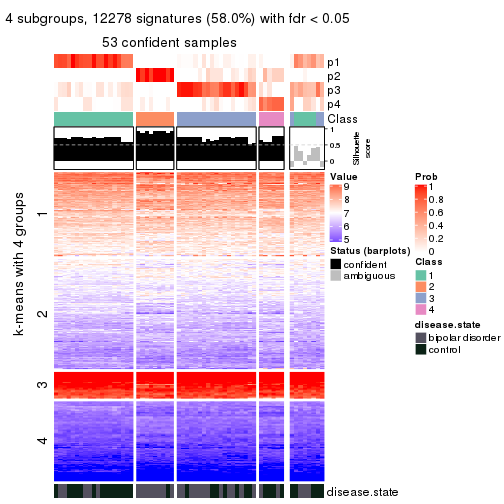 4 subgroups, 12278 signatures (58.0%) with fdr < 0.05
53 confident samples
p1
p2
p3
p4
Class
1
0.5
0
Silhouette
score
k-means with 4 groups
1
2
3
4
disease.state
Value
9
8
7
6
5
Status (barplots)
confident
ambiguous
Prob
1
0.8
0.6
0.4
0.2
0
Class
1
2
3
4
disease.state
bipolar disorder
control